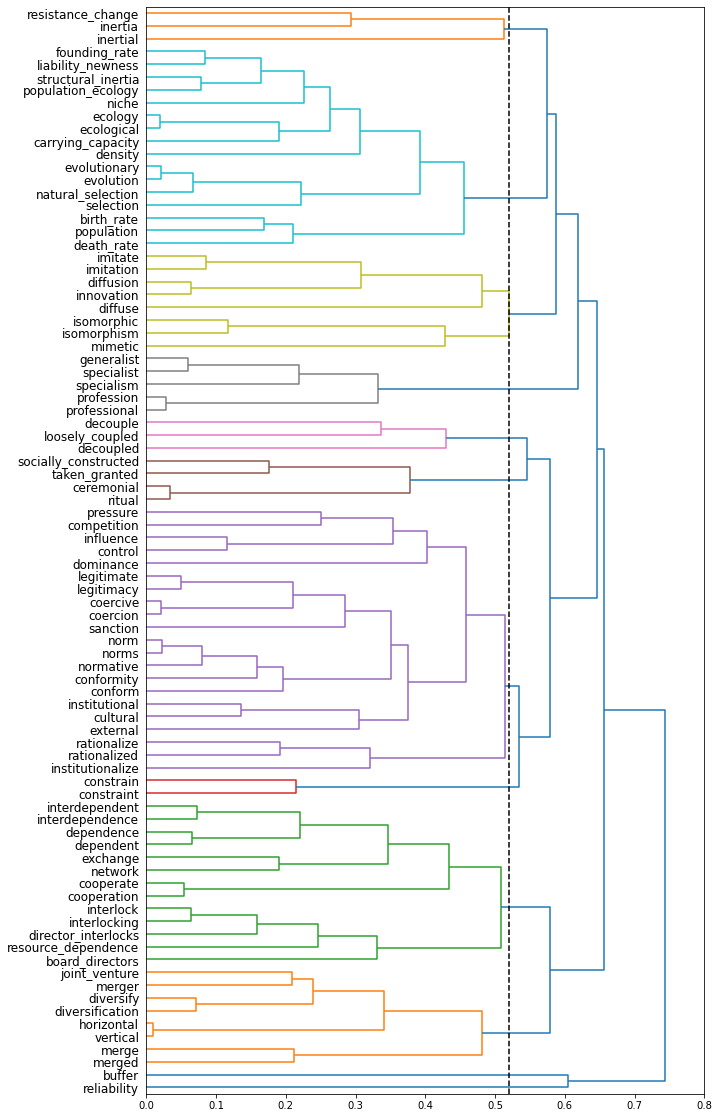 resistance_change
inertia
inertial
founding_rate
liability_newness
structural_inertia
population_ecology
niche
ecology
ecological
carrying_capacity
density
evolutionary
evolution
natural_selection
selection
birth_rate
population
death_rate
imitate
imitation
diffusion
innovation
diffuse
isomorphic
isomorphism
mimetic
generalist
specialist
specialism
profession
professional
decouple
loosely_coupled
decoupled
socially_constructed
taken_granted
ceremonial
ritual
pressure
competition
influence
control
dominance
legitimate
legitimacy
coercive
coercion
sanction
norm
norms
normative
conformity
conform
institutional
cultural
external
rationalize
rationalized
institutionalize
constrain
constraint
interdependent
interdependence
dependence
dependent
exchange
network
cooperate
cooperation
interlock
interlocking
director_interlocks
resource_dependence
board_directors
joint_venture
merger
diversify
diversification
horizontal
vertical
merge
merged
buffer
reliability
0.0 0.1 0.2 0.3 0.4 0.5 0.6 0.7 0.8